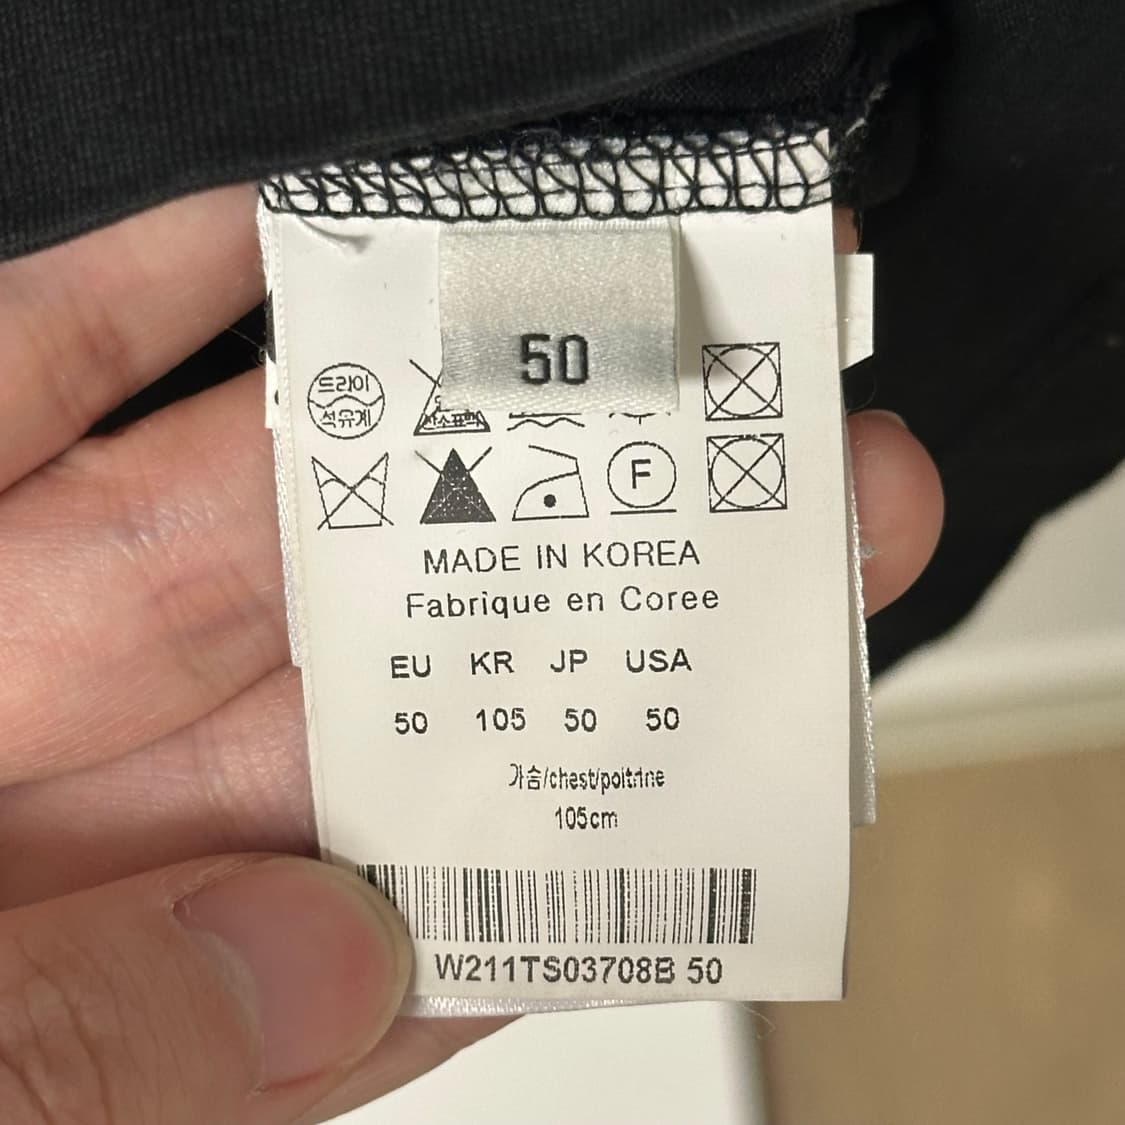 50
드라이
석유계
산소표백
F
MADE IN KOREA
Fabrique en Coree
EU KR JP USA
50 105 50 50
가슴/chest/poitrine
105cm
W211TS03708B 50